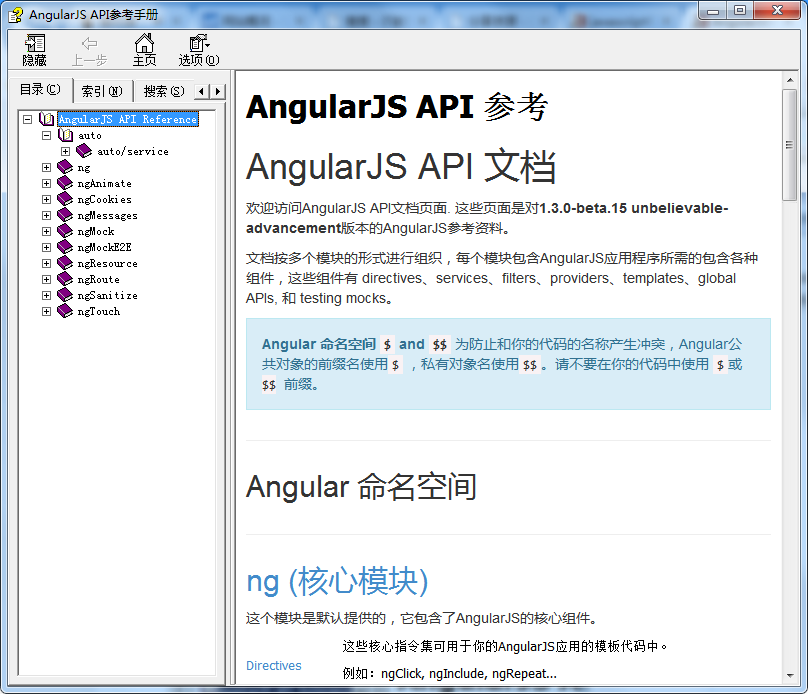 AngularJS API参考手册
隐藏 上一步 主页 选项(O)
目录(C) 索引(N) 搜索(S)
AngularJS API Reference
auto
auto/service
ng
ngAnimate
ngCookies
ngMessages
ngMock
ngMockE2E
ngResource
ngRoute
ngSanitize
ngTouch
AngularJS API 参考
AngularJS API 文档
欢迎访问AngularJS API文档页面. 这些页面是对1.3.0-beta.15 unbelievable-
advancement版本的AngularJS参考资料。
文档按多个模块的形式进行组织，每个模块包含AngularJS应用程序所需的包含各种
组件，这些组件有 directives、services、filters、providers、templates、global
APIs, 和 testing mocks。
Angular 命名空间 $ and $$ 为防止和你的代码的名称产生冲突，Angular公
共对象的前缀名使用 $ ，私有对象名使用 $$ 。请不要在你的代码中使用 $ 或
$$ 前缀。
Angular 命名空间
ng (核心模块)
这个模块是默认提供的，它包含了AngularJS的核心组件。
这些核心指令集可用于你的AngularJS应用的模板代码中。
Directives
例如：ngClick, ngInclude, ngRepeat…